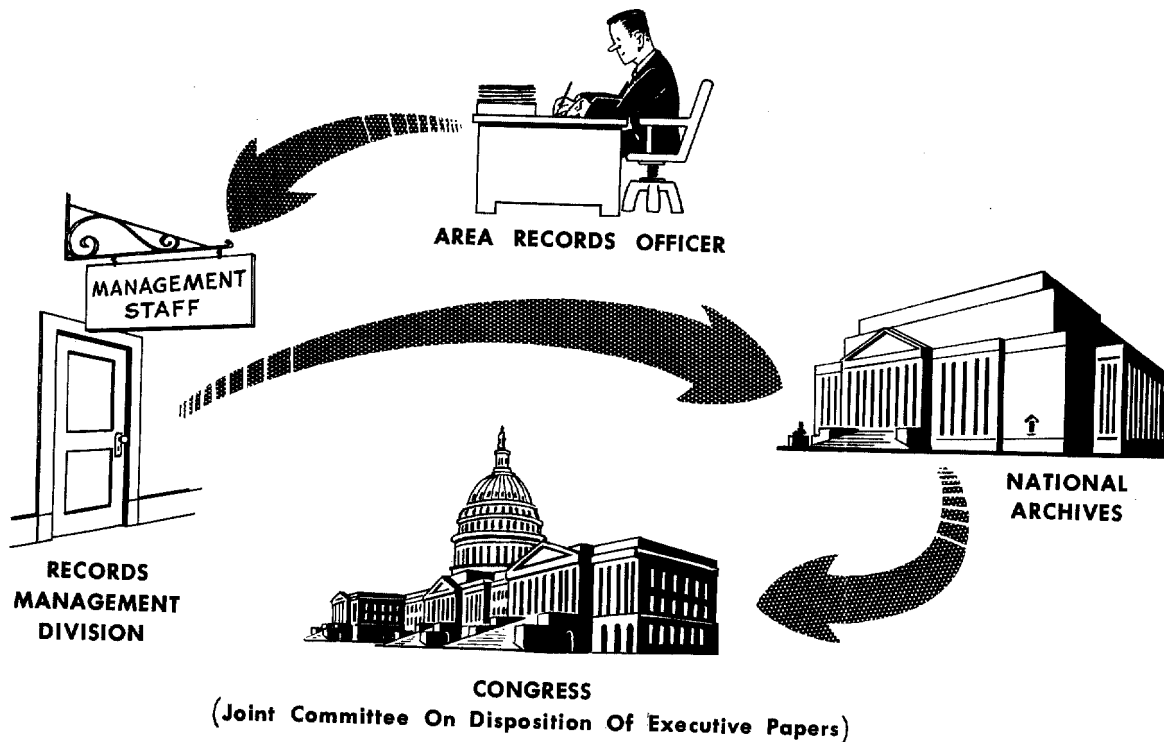 AREA RECORDS OFFICER
MANAGEMENT
STAFF
NATIONAL
ARCHIVES
RECORDS
MANAGEMENT
DIVISION
CONGRESS
(Joint Committee On Disposition Of Executive Papers)